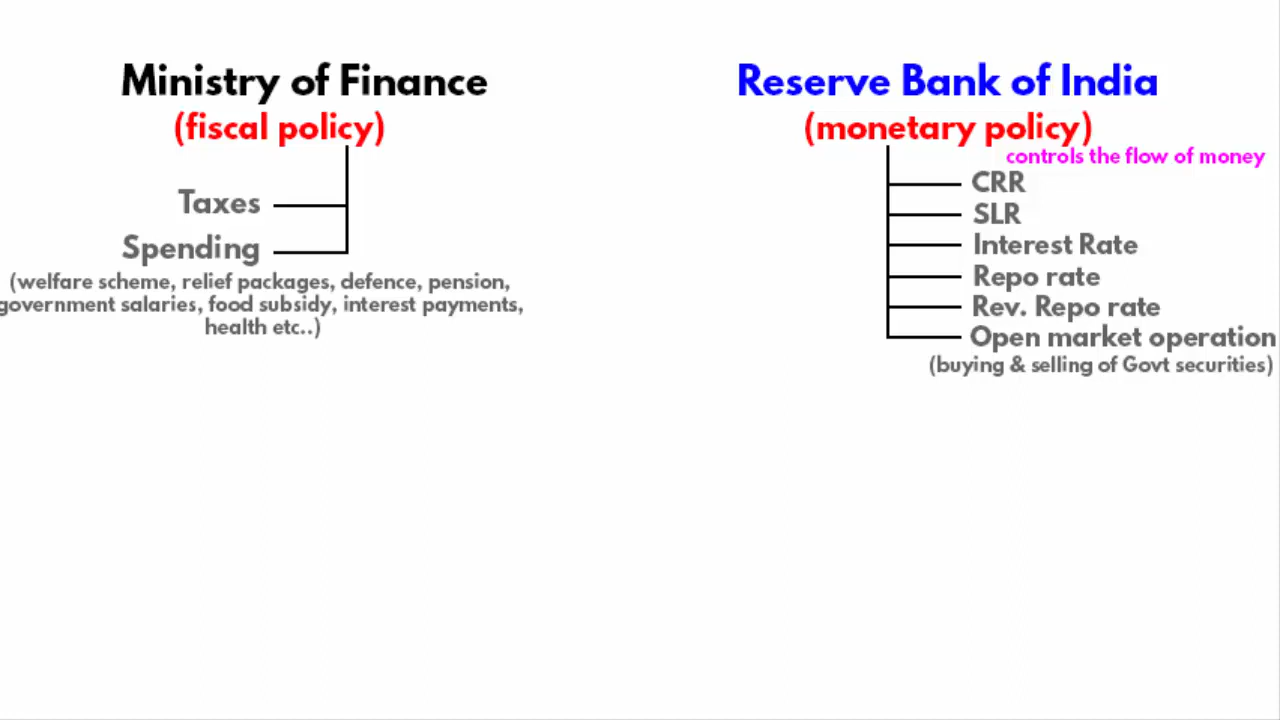 Ministry of Finance
(fiscal policy)
Taxes
Spending
(welfare scheme, relief packages, defence, pension,
government salaries, food subsidy, interest payments,
health etc..)
Reserve Bank of India
(monetary policy)
controls the flow of money
CRR
SLR
Interest Rate
Repo rate
Rev. Repo rate
Open market operation
(buying & selling of Govt securities)